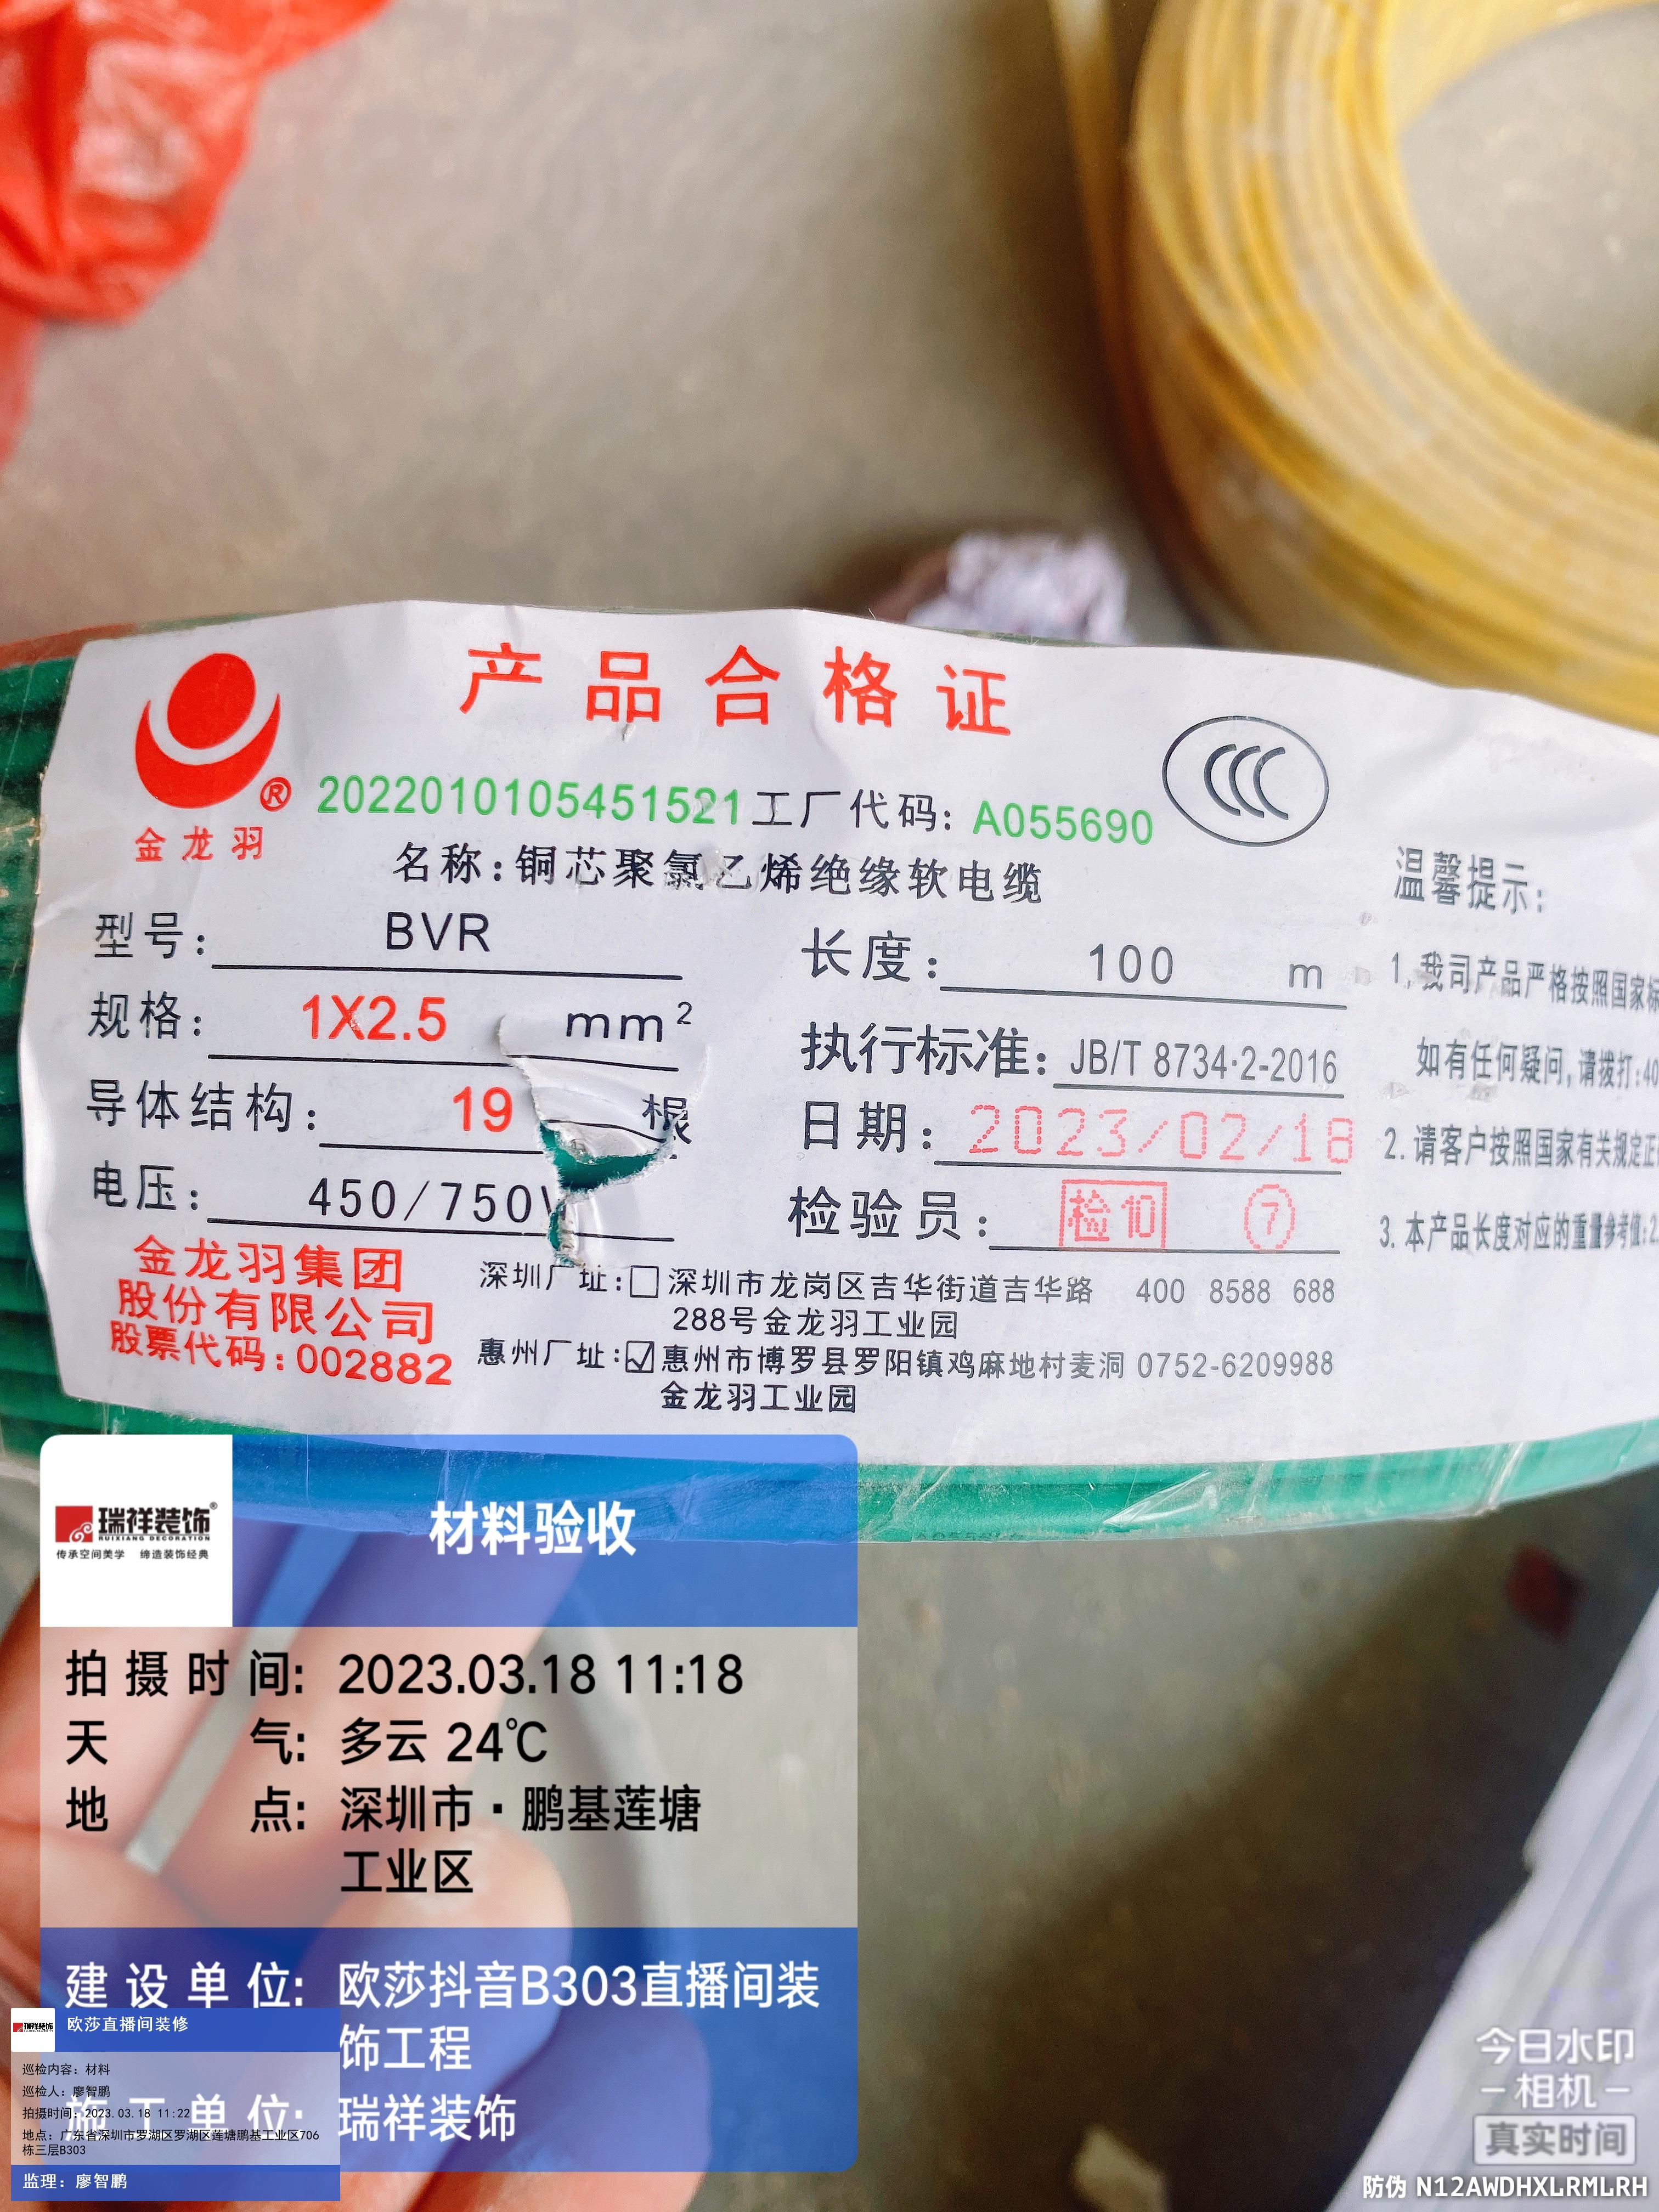 产品合格证
金龙羽
®
2022010105451521 工厂代码: A055690
CCC
名称:铜芯聚氯乙烯绝缘软电缆
型号: BVR
规格: 1X2.5 mm²
导体结构: 19 根
电压: 450/750V
长度: 100 m
执行标准: JB/T 8734·2-2016
日期: 2023/02/18
检验员: 检10 ⑦
金龙羽集团
股份有限公司
股票代码:002882
深圳厂址:□深圳市龙岗区吉华街道吉华路 400 8588 688
288号金龙羽工业园
惠州厂址:☑惠州市博罗县罗阳镇鸡麻地村麦洞 0752-6209988
金龙羽工业园
温馨提示:
1,我司产品严格按照国家标
如有任何疑问,请拨打:40
2.请客户按照国家有关规定正
3.本产品长度对应的重量参考值:2
瑞祥装饰®
RUIXIANG DECORATION
传承空间美学 缔造装饰经典
材料验收
拍摄时间: 2023.03.18 11:18
天气: 多云 24℃
地点: 深圳市·鹏基莲塘
工业区
建设单位: 欧莎抖音B303直播间装
饰工程
施工单位: 瑞祥装饰
瑞祥装饰
欧莎直播间装修
巡检内容: 材料
巡检人: 廖智鹏
拍摄时间: 2023.03.18 11:22
地点: 广东省深圳市罗湖区罗湖区莲塘鹏基工业区706
栋三层B303
监理: 廖智鹏
今日水印
相机
真实时间
防伪 N12AWDHXLRMLRH